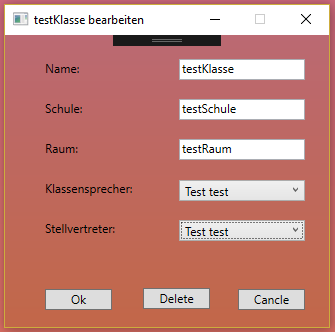 testKlasse bearbeiten
Name: testKlasse
Schule: testSchule
Raum: testRaum
Klassensprecher: Test test
Stellvertreter: Test test
Ok Delete Cancle